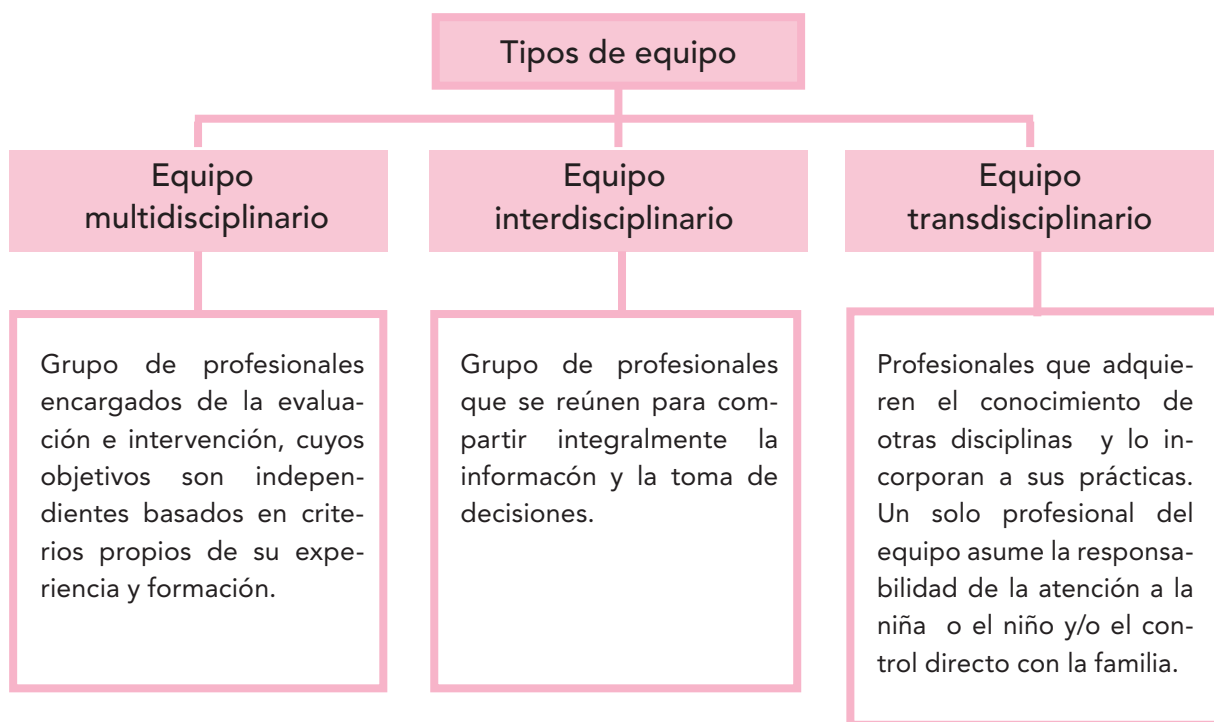 Tipos de equipo
Equipo
multidisciplinario
Equipo
interdisciplinario
Equipo
transdisciplinario
Grupo de profesionales
encargados de la evalua-
ción e intervención, cuyos
objetivos son indepen-
dientes basados en crite-
rios propios de su expe-
riencia y formación.
Grupo de profesionales
que se reúnen para com-
partir integralmente la
informacón y la toma de
decisiones.
Profesionales que adquie-
ren el conocimiento de
otras disciplinas y lo in-
corporan a sus prácticas.
Un solo profesional del
equipo asume la responsa-
bilidad de la atención a la
niña o el niño y/o el con-
trol directo con la familia.